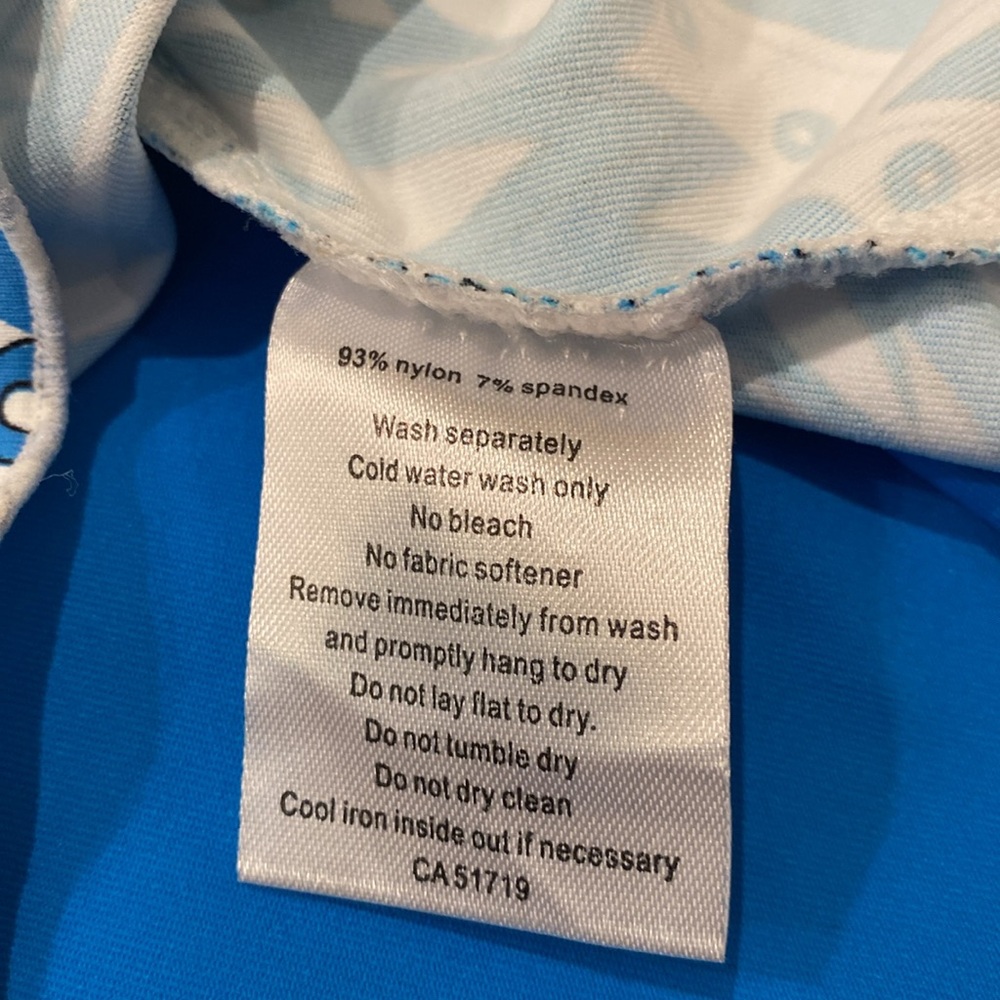 93% nylon 7% spandex
Wash separately
Cold water wash only
No bleach
No fabric softener
Remove immediately from wash
and promptly hang to dry
Do not lay flat to dry.
Do not tumble dry
Do not dry clean
Cool iron inside out if necessary
CA 51719